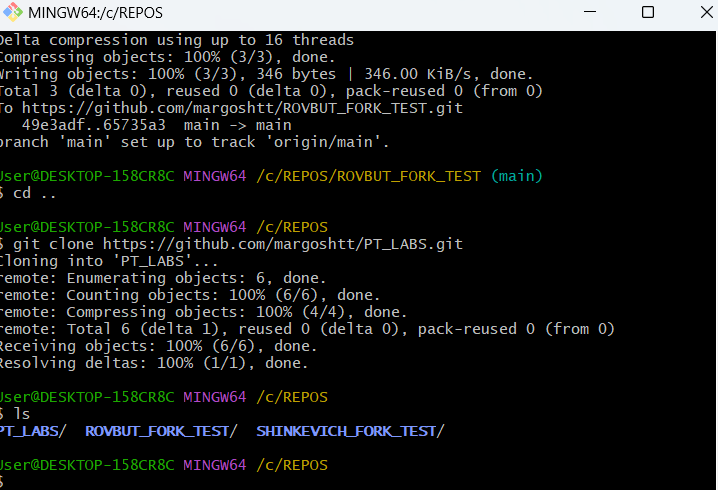 MINGW64:/c/REPOS
Delta compression using up to 16 threads
Compressing objects: 100% (3/3), done.
Writing objects: 100% (3/3), 346 bytes | 346.00 KiB/s, done.
Total 3 (delta 0), reused 0 (delta 0), pack-reused 0 (from 0)
To https://github.com/margoshtt/ROVBUT_FORK_TEST.git
49e3adf..65735a3  main -> main
branch 'main' set up to track 'origin/main'.
User@DESKTOP-158CR8C MINGW64 /c/REPOS/ROVBUT_FORK_TEST (main)
$ cd ..
User@DESKTOP-158CR8C MINGW64 /c/REPOS
$ git clone https://github.com/margoshtt/PT_LABS.git
Cloning into 'PT_LABS'...
remote: Enumerating objects: 6, done.
remote: Counting objects: 100% (6/6), done.
remote: Compressing objects: 100% (4/4), done.
remote: Total 6 (delta 1), reused 0 (delta 0), pack-reused 0 (from 0)
Receiving objects: 100% (6/6), done.
Resolving deltas: 100% (1/1), done.
User@DESKTOP-158CR8C MINGW64 /c/REPOS
$ ls
PT_LABS/  ROVBUT_FORK_TEST/  SHINKEVICH_FORK_TEST/
User@DESKTOP-158CR8C MINGW64 /c/REPOS
$